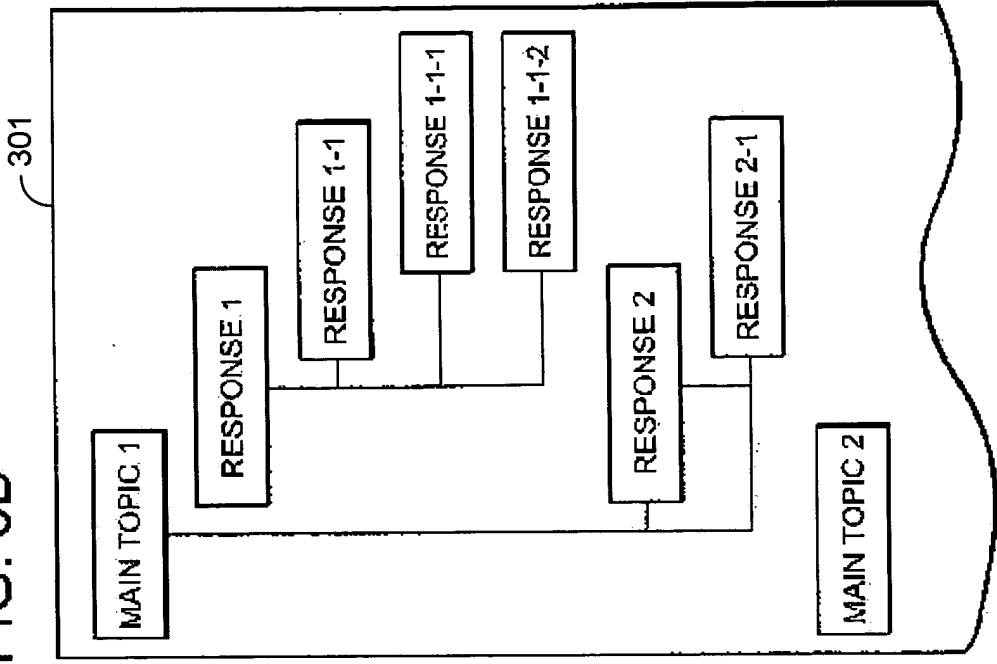 301
MAIN TOPIC 1
RESPONSE 1
RESPONSE 1-1
RESPONSE 1-1-1
RESPONSE 1-1-2
RESPONSE 2
RESPONSE 2-1
MAIN TOPIC 2